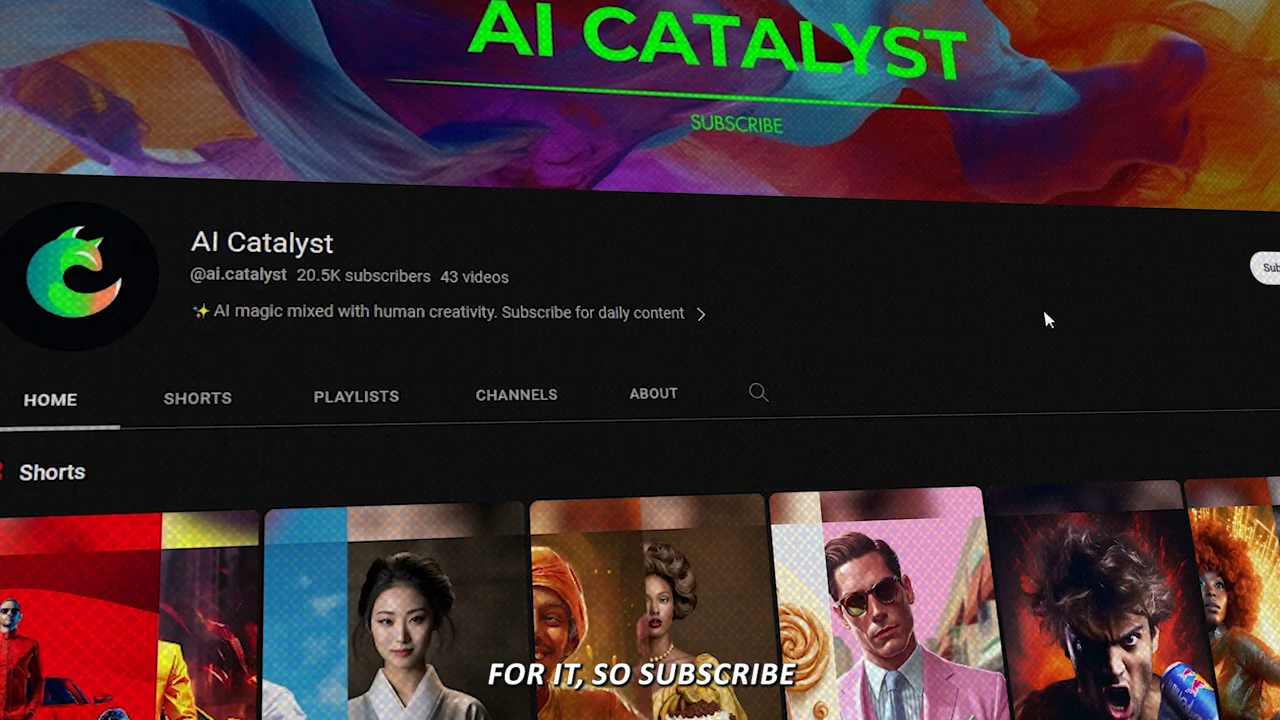 AI CATALYST
SUBSCRIBE
AI Catalyst
@ai.catalyst 20.5K subscribers 43 videos
✨ AI magic mixed with human creativity. Subscribe for daily content
Sub
HOME SHORTS PLAYLISTS CHANNELS ABOUT
Shorts
FOR IT, SO SUBSCRIBE